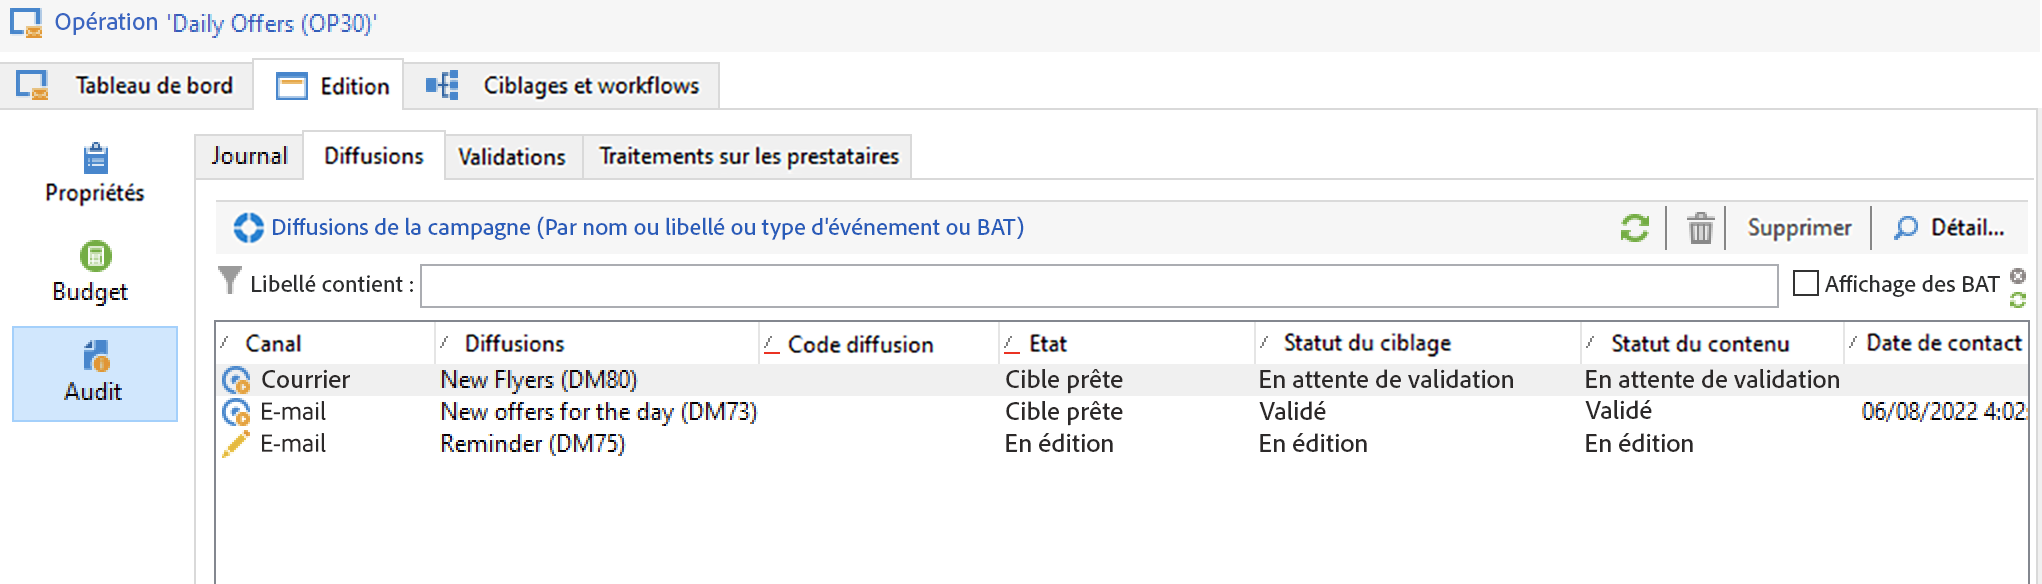 Opération 'Daily Offers (OP30)'
Tableau de bord Edition Ciblages et workflows
Journal Diffusions Validations Traitements sur les prestataires
Propriétés
Budget
Audit
Diffusions de la campagne (Par nom ou libellé ou type d'événement ou BAT) Supprimer Détail...
Libellé contient : Affichage des BAT
Canal Diffusions Code diffusion Etat Statut du ciblage Statut du contenu Date de contact
Courrier New Flyers (DM80) Cible prête En attente de validation En attente de validation
E-mail New offers for the day (DM73) Cible prête Validé Validé 06/08/2022 4:02
E-mail Reminder (DM75) En édition En édition En édition